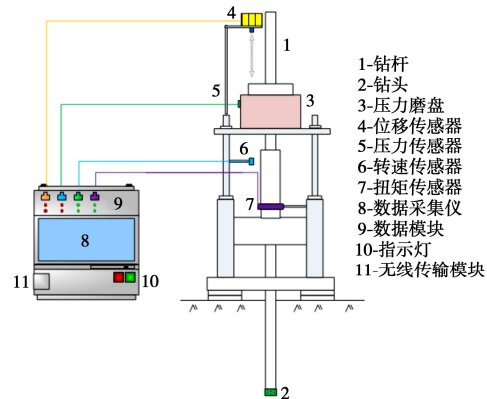 4
1
5
3
6
7
9
8
11
10
2
1-钻杆
2-钻头
3-压力磨盘
4-位移传感器
5-压力传感器
6-转速传感器
7-扭矩传感器
8-数据采集仪
9-数据模块
10-指示灯
11-无线传输模块